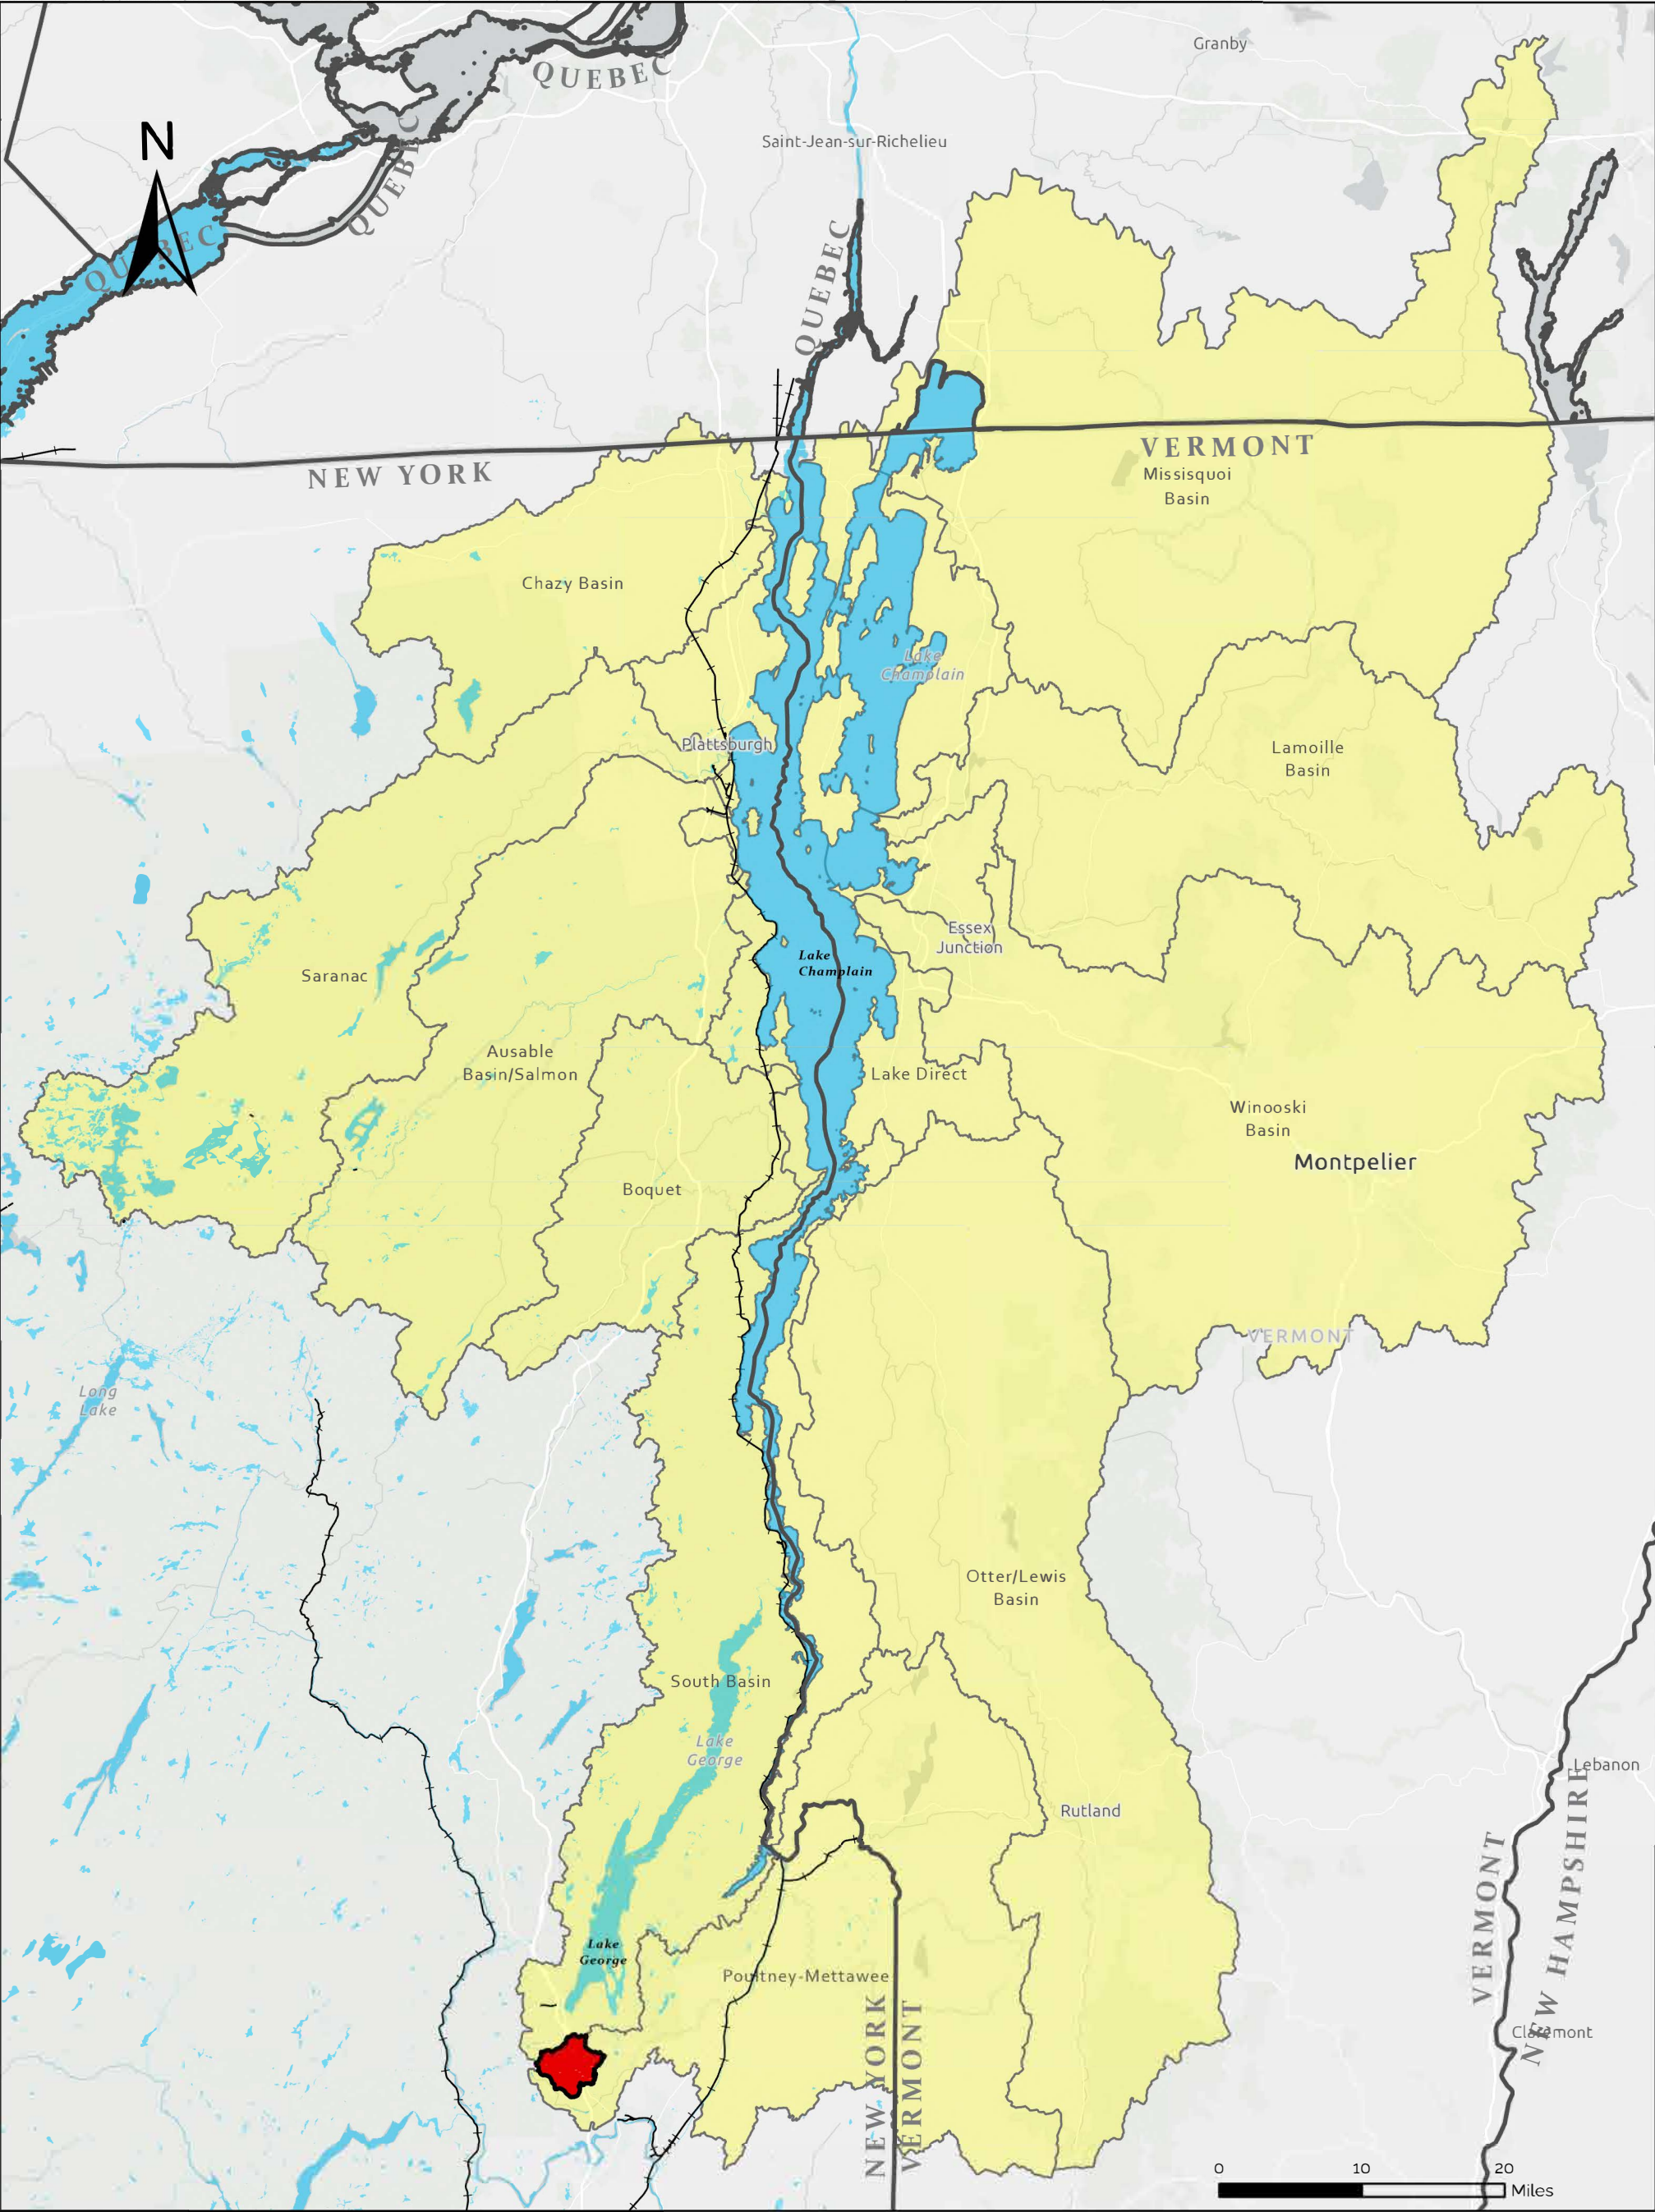 Granby
QUEBEC
N
QUEBEC
Saint-Jean-sur-Richelieu
QUEBEC
QUEBEC
VERMONT
NEW YORK
Missisquoi
Basin
Chazy Basin
Lake
Champlain
Plattsburgh
Lamoille
Basin
Essex
Junction
Lake
Champlain
Saranac
Ausable
Basin/Salmon
Lake Direct
Winooski
Basin
Montpelier
Boquet
VERMONT
Long
Lake
Otter/Lewis
Basin
South Basin
Lake
George
Lebanon
Rutland
VERMONT
NEW HAMPSHIRE
Lake
George
Poultney-Mettawee
Claremont
NEW YORK
VERMONT
0 10 20
Miles